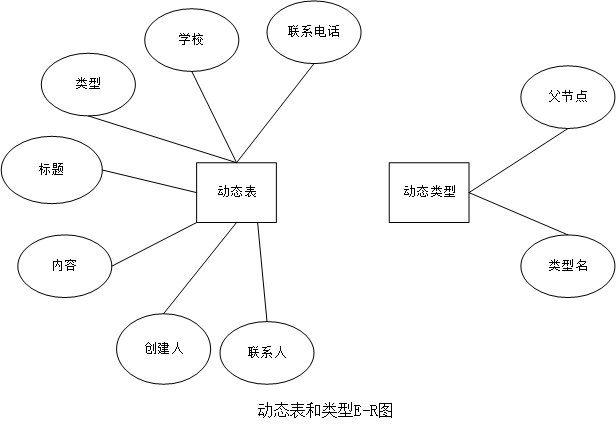 学校
联系电话
类型
父节点
标题
动态表
动态类型
内容
类型名
创建人
联系人
动态表和类型E-R图